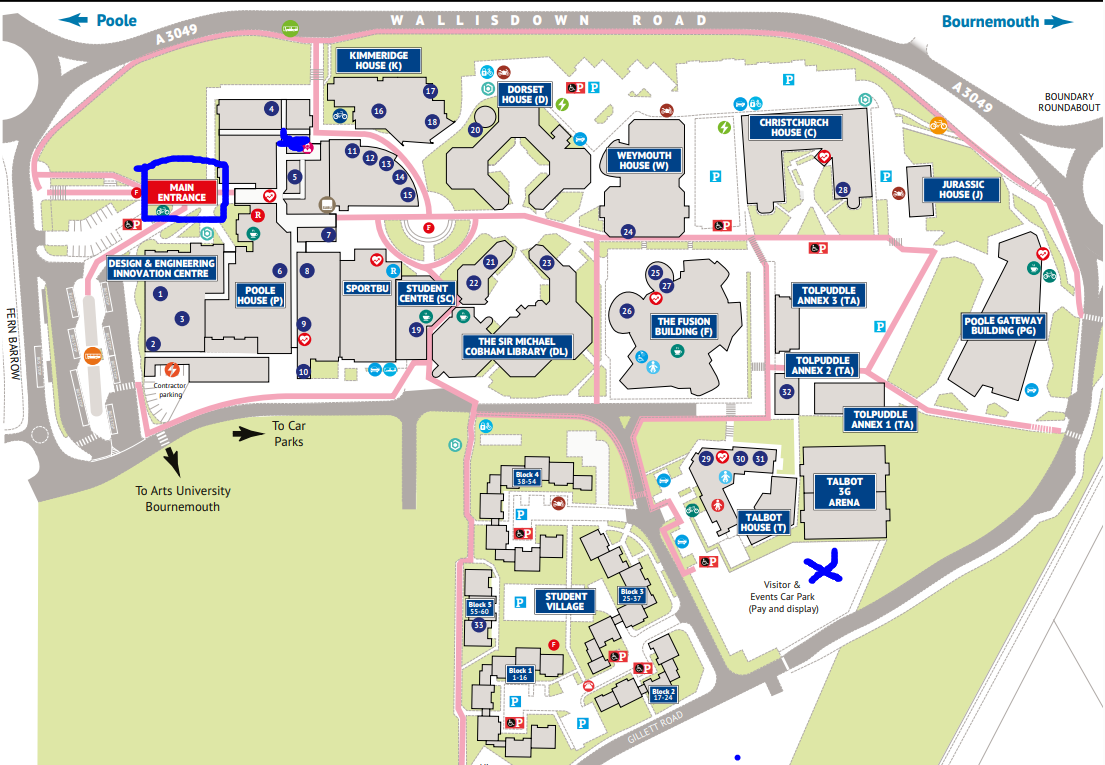 WALLISDOWN ROAD
Poole
Bournemouth
A 3049
A 3049
BOUNDARY
ROUNDABOUT
KIMMERIDGE
HOUSE (K)
17
16
18
4
DORSET
HOUSE (D)
P
P
20
CHRISTCHURCH
HOUSE (C)
28
WEYMOUTH
HOUSE (W)
24
P
P
P
JURASSIC
HOUSE (J)
11
12
13
14
15
5
MAIN
ENTRANCE
F
P
R
7
F
P
DESIGN & ENGINEERING
INNOVATION CENTRE
1
3
2
POOLE
HOUSE (P)
6
8
9
10
SPORTBU
R
STUDENT
CENTRE (SC)
19
21
22
23
THE SIR MICHAEL
COBHAM LIBRARY (DL)
25
27
26
THE FUSION
BUILDING (F)
TOLPUDDLE
ANNEX 3 (TA)
P
TOLPUDDLE
ANNEX 2 (TA)
32
TOLPUDDLE
ANNEX 1 (TA)
POOLE GATEWAY
BUILDING (PG)
FERN BARROW
Contractor
parking
To Car
Parks
To Arts University
Bournemouth
29
30
31
TALBOT
HOUSE (T)
TALBOT
3G
ARENA
P
Visitor &
Events Car Park
(Pay and display)
Block 4
38-54
P
P
Block 5
55-60
33
P
STUDENT
VILLAGE
Block 3
25-37
F
P
P
Block 1
1-16
P
P
P
Block 2
17-24
GILLETT ROAD